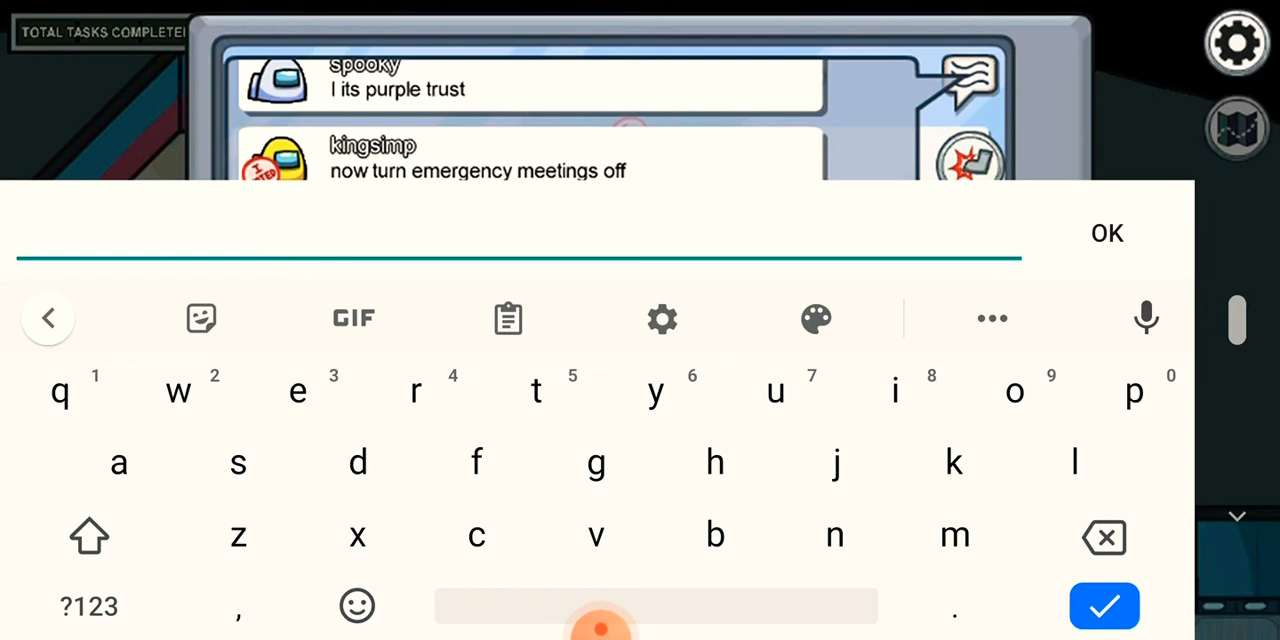 TOTAL TASKS COMPLETE
spooky
I its purple trust
kingsimp
now turn emergency meetings off
OK
GIF
q 1 w 2 e 3 r 4 t 5 y 6 u 7 i 8 o 9 p 0
a s d f g h j k l
z x c v b n m
?123 , .